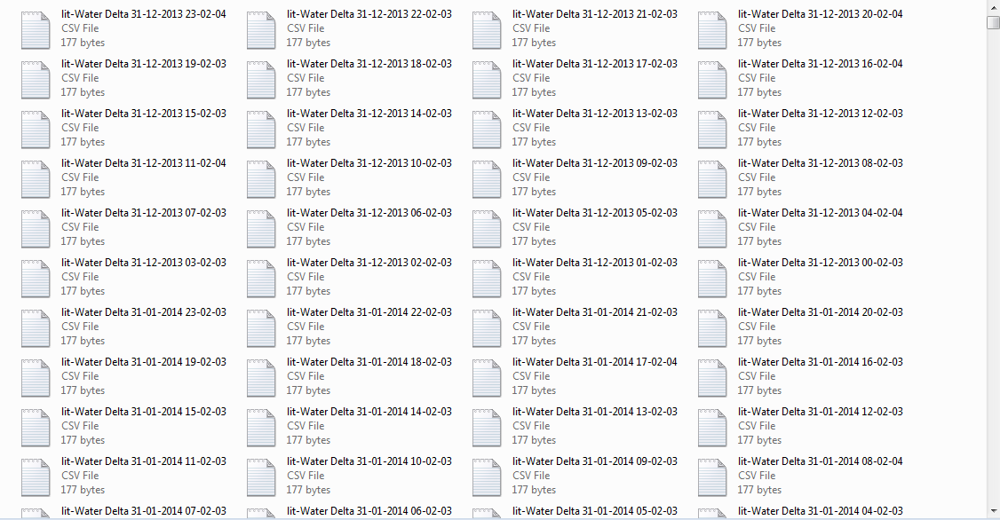 lit-Water Delta 31-12-2013 23-02-04
CSV File
177 bytes
lit-Water Delta 31-12-2013 22-02-03
CSV File
177 bytes
lit-Water Delta 31-12-2013 21-02-03
CSV File
177 bytes
lit-Water Delta 31-12-2013 20-02-04
CSV File
177 bytes
lit-Water Delta 31-12-2013 19-02-03
CSV File
177 bytes
lit-Water Delta 31-12-2013 18-02-03
CSV File
177 bytes
lit-Water Delta 31-12-2013 17-02-03
CSV File
177 bytes
lit-Water Delta 31-12-2013 16-02-04
CSV File
177 bytes
lit-Water Delta 31-12-2013 15-02-03
CSV File
177 bytes
lit-Water Delta 31-12-2013 14-02-03
CSV File
177 bytes
lit-Water Delta 31-12-2013 13-02-03
CSV File
177 bytes
lit-Water Delta 31-12-2013 12-02-03
CSV File
177 bytes
lit-Water Delta 31-12-2013 11-02-04
CSV File
177 bytes
lit-Water Delta 31-12-2013 10-02-03
CSV File
177 bytes
lit-Water Delta 31-12-2013 09-02-03
CSV File
177 bytes
lit-Water Delta 31-12-2013 08-02-03
CSV File
177 bytes
lit-Water Delta 31-12-2013 07-02-03
CSV File
177 bytes
lit-Water Delta 31-12-2013 06-02-03
CSV File
177 bytes
lit-Water Delta 31-12-2013 05-02-03
CSV File
177 bytes
lit-Water Delta 31-12-2013 04-02-04
CSV File
177 bytes
lit-Water Delta 31-12-2013 03-02-03
CSV File
177 bytes
lit-Water Delta 31-12-2013 02-02-03
CSV File
177 bytes
lit-Water Delta 31-12-2013 01-02-03
CSV File
177 bytes
lit-Water Delta 31-12-2013 00-02-03
CSV File
177 bytes
lit-Water Delta 31-01-2014 23-02-03
CSV File
177 bytes
lit-Water Delta 31-01-2014 22-02-03
CSV File
177 bytes
lit-Water Delta 31-01-2014 21-02-03
CSV File
177 bytes
lit-Water Delta 31-01-2014 20-02-03
CSV File
177 bytes
lit-Water Delta 31-01-2014 19-02-03
CSV File
177 bytes
lit-Water Delta 31-01-2014 18-02-03
CSV File
177 bytes
lit-Water Delta 31-01-2014 17-02-04
CSV File
177 bytes
lit-Water Delta 31-01-2014 16-02-03
CSV File
177 bytes
lit-Water Delta 31-01-2014 15-02-03
CSV File
177 bytes
lit-Water Delta 31-01-2014 14-02-03
CSV File
177 bytes
lit-Water Delta 31-01-2014 13-02-03
CSV File
177 bytes
lit-Water Delta 31-01-2014 12-02-03
CSV File
177 bytes
lit-Water Delta 31-01-2014 11-02-03
CSV File
177 bytes
lit-Water Delta 31-01-2014 10-02-03
CSV File
177 bytes
lit-Water Delta 31-01-2014 09-02-03
CSV File
177 bytes
lit-Water Delta 31-01-2014 08-02-04
CSV File
177 bytes
lit-Water Delta 31-01-2014 07-02-03
lit-Water Delta 31-01-2014 06-02-03
lit-Water Delta 31-01-2014 05-02-03
lit-Water Delta 31-01-2014 04-02-03